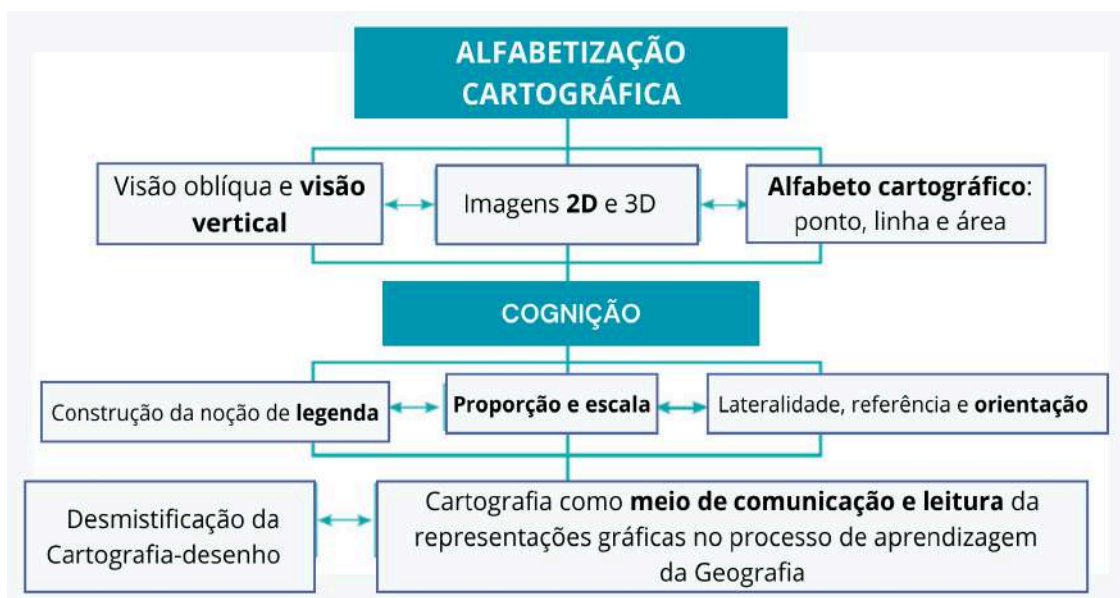 ALFABETIZAÇÃO
CARTOGRÁFICA
Visão oblíqua e visão
vertical
Imagens 2D e 3D
Alfabeto cartográfico:
ponto, linha e área
COGNIÇÃO
Construção da noção de legenda
Proporção e escala
Lateralidade, referência e orientação
Desmistificação da
Cartografia-desenho
Cartografia como meio de comunicação e leitura da
representações gráficas no processo de aprendizagem
da Geografia